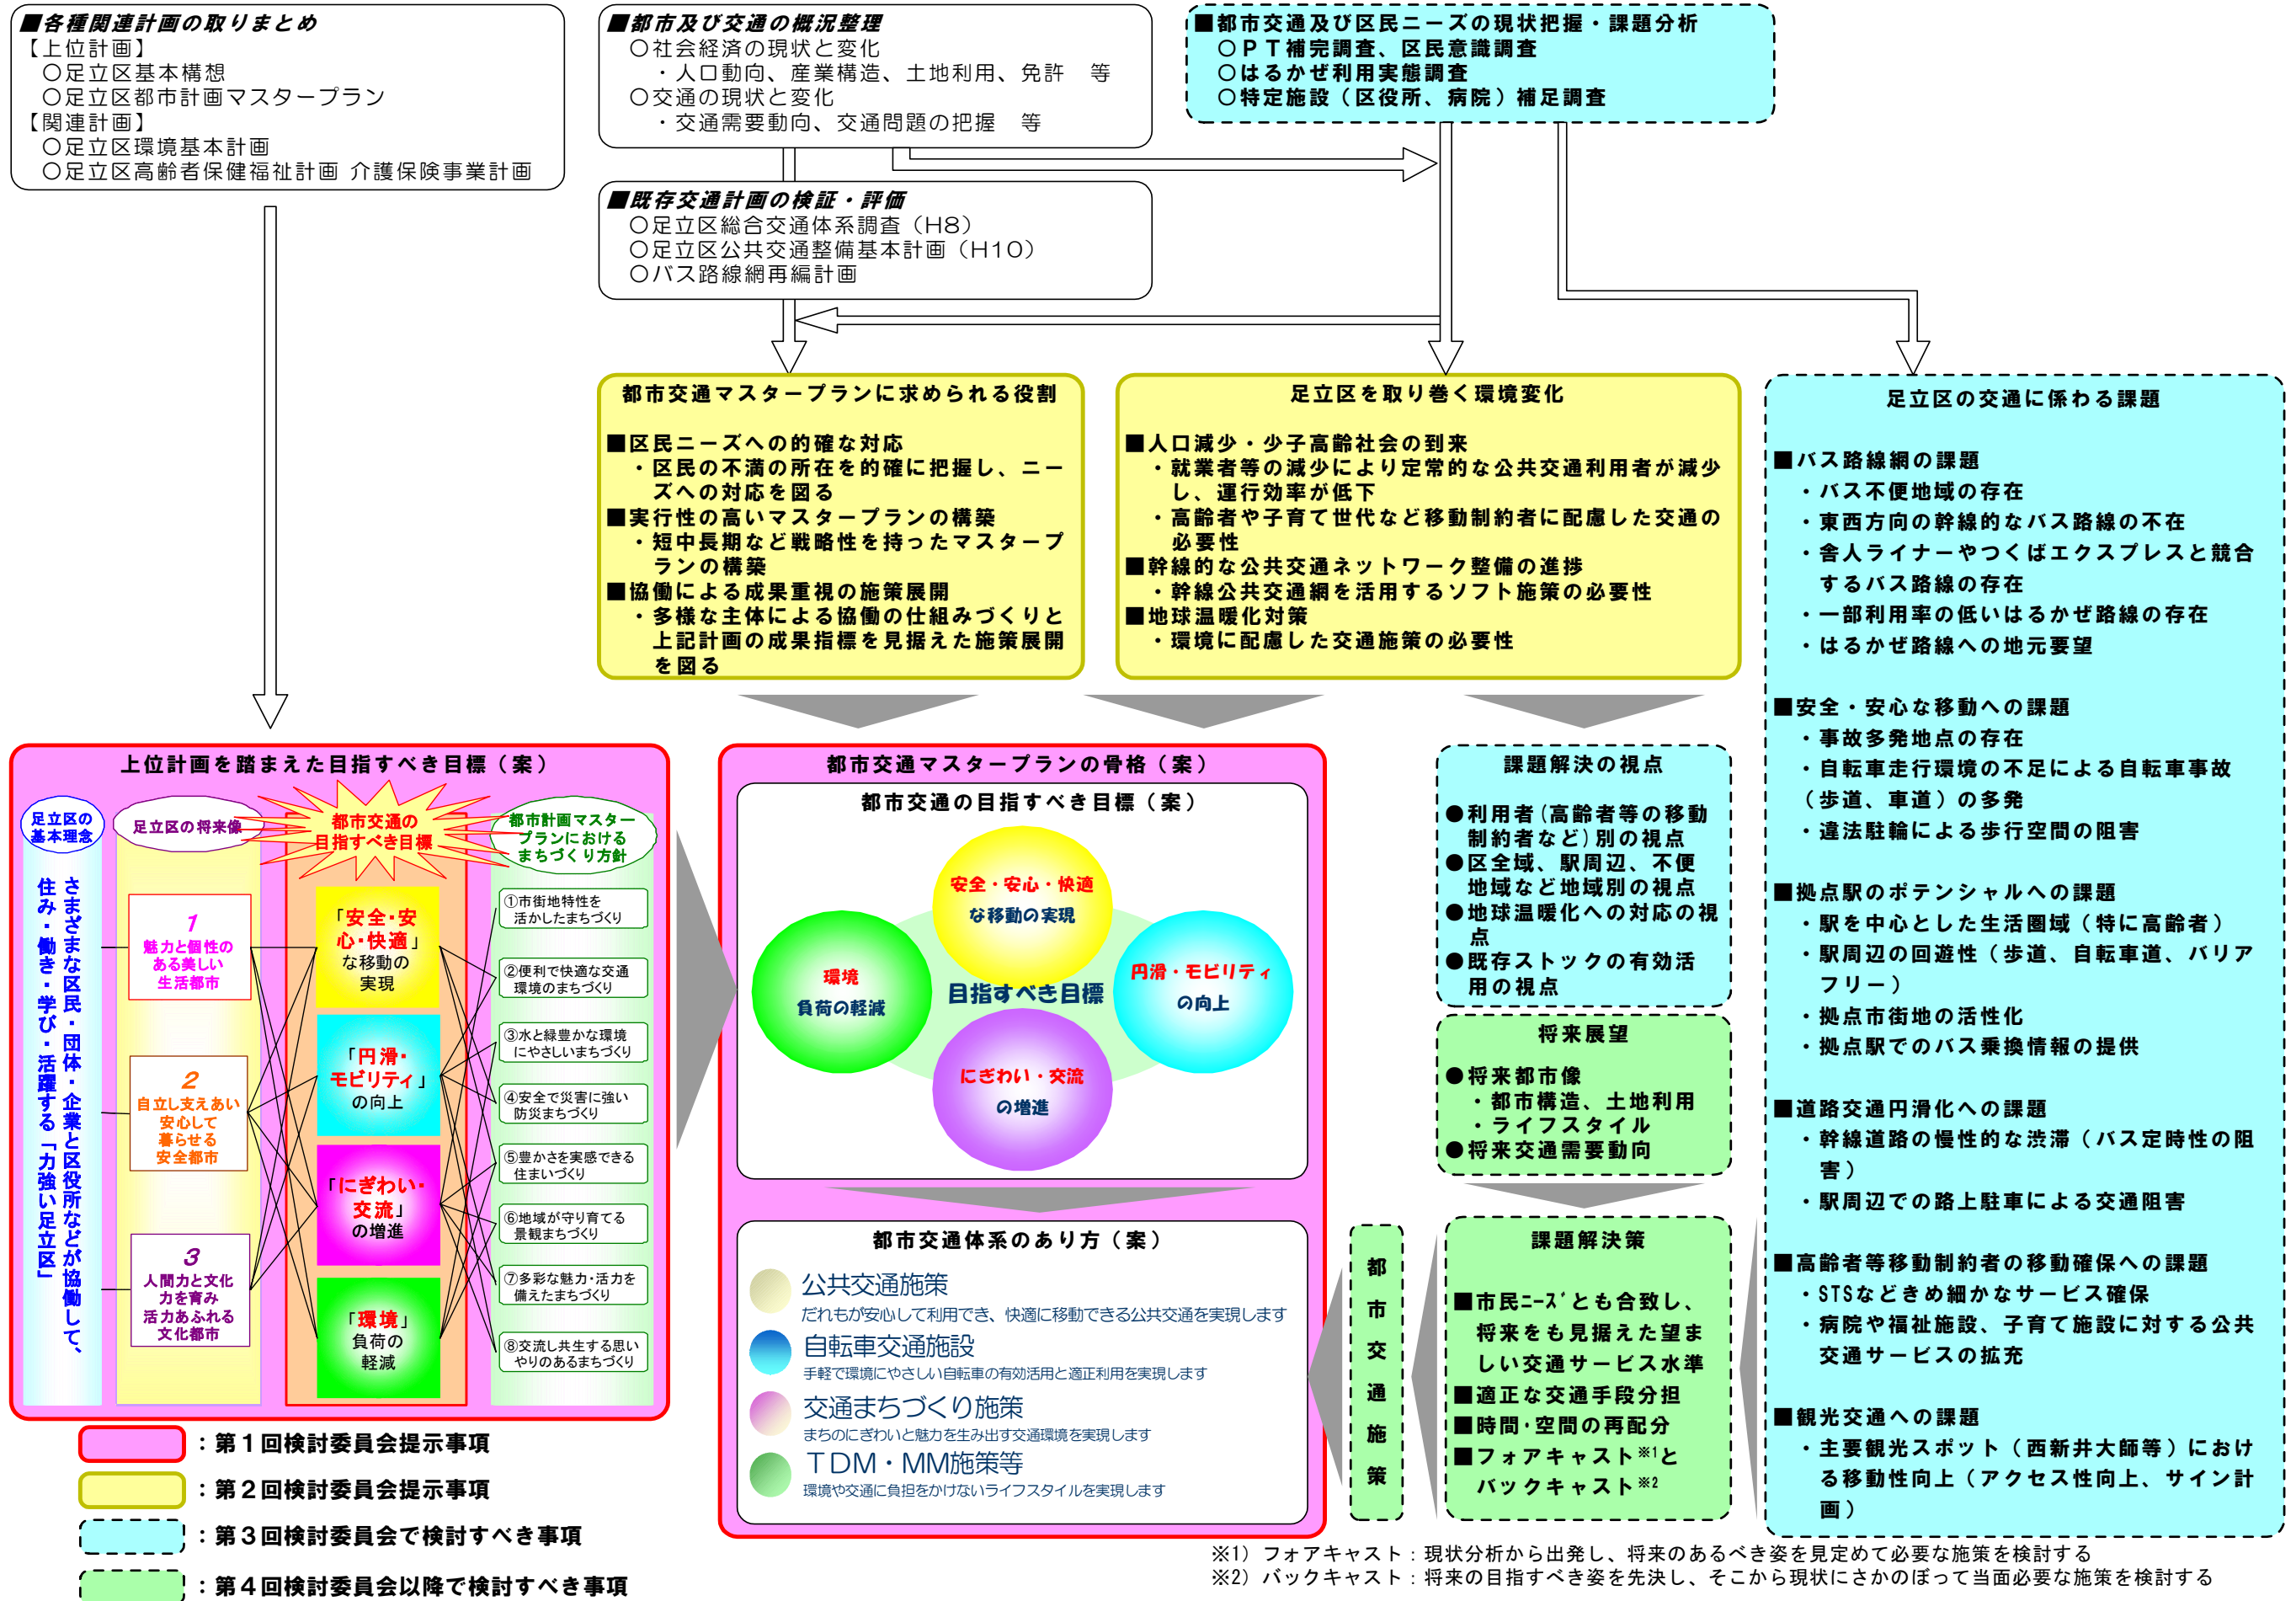 ■各種関連計画の取りまとめ
【上位計画】
○足立区基本構想
○足立区都市計画マスタープラン
【関連計画】
○足立区環境基本計画
○足立区高齢者保健福祉計画 介護保険事業計画
■都市及び交通の概況整理
○社会経済の現状と変化
・人口動向、産業構造、土地利用、免許　等
○交通の現状と変化
・交通需要動向、交通問題の把握　等
■都市交通及び区民ニーズの現状把握・課題分析
○ＰＴ補完調査、区民意識調査
○はるかぜ利用実態調査
○特定施設（区役所、病院）補足調査
■既存交通計画の検証・評価
○足立区総合交通体系調査（H8）
○足立区公共交通整備基本計画（H10）
○バス路線網再編計画
都市交通マスタープランに求められる役割
■区民ニーズへの的確な対応
・区民の不満の所在を的確に把握し、ニー
ズへの対応を図る
■実行性の高いマスタープランの構築
・短中長期など戦略性を持ったマスタープ
ランの構築
■協働による成果重視の施策展開
・多様な主体による協働の仕組みづくりと
上記計画の成果指標を見据えた施策展開
を図る
足立区を取り巻く環境変化
■人口減少・少子高齢社会の到来
・就業者等の減少により定常的な公共交通利用者が減少
し、運行効率が低下
・高齢者や子育て世代など移動制約者に配慮した交通の
必要性
■幹線的な公共交通ネットワーク整備の進捗
・幹線公共交通網を活用するソフト施策の必要性
■地球温暖化対策
・環境に配慮した交通施策の必要性
足立区の交通に係わる課題
■バス路線網の課題
・バス不便地域の存在
・東西方向の幹線的なバス路線の不在
・舎人ライナーやつくばエクスプレスと競合
するバス路線の存在
・一部利用率の低いはるかぜ路線の存在
・はるかぜ路線への地元要望
■安全・安心な移動への課題
・事故多発地点の存在
・自転車走行環境の不足による自転車事故
（歩道、車道）の多発
・違法駐輪による歩行空間の阻害
■拠点駅のポテンシャルへの課題
・駅を中心とした生活圏域（特に高齢者）
・駅周辺の回遊性（歩道、自転車道、バリア
フリー）
・拠点市街地の活性化
・拠点駅でのバス乗換情報の提供
■道路交通円滑化への課題
・幹線道路の慢性的な渋滞（バス定時性の阻
害）
・駅周辺での路上駐車による交通阻害
■高齢者等移動制約者の移動確保への課題
・STSなどきめ細かなサービス確保
・病院や福祉施設、子育て施設に対する公共
交通サービスの拡充
■観光交通への課題
・主要観光スポット（西新井大師等）におけ
る移動性向上（アクセス性向上、サイン計
画）
上位計画を踏まえた目指すべき目標（案）
足立区の
基本理念
足立区の将来像
都市交通の
目指すべき目標
都市計画マスター
プランにおける
まちづくり方針
さまざまな区民・団体・企業と区役所などが協働して、
住み・働き・学び・活躍する「力強い足立区」
1
魅力と個性の
ある美しい
生活都市
2
自立し支えあい
安心して
暮らせる
安全都市
3
人間力と文化
力を育み
活力あふれる
文化都市
「安全・安
心・快適」
な移動の
実現
「円滑・
モビリティ」
の向上
「にぎわい・
交流」
の増進
「環境」
負荷の
軽減
①市街地特性を
活かしたまちづくり
②便利で快適な交通
環境のまちづくり
③水と緑豊かな環境
にやさしいまちづくり
④安全で災害に強い
防災まちづくり
⑤豊かさを実感できる
住まいづくり
⑥地域が守り育てる
景観まちづくり
⑦多彩な魅力・活力を
備えたまちづくり
⑧交流し共生する思い
やりのあるまちづくり
都市交通マスタープランの骨格（案）
都市交通の目指すべき目標（案）
安全・安心・快適
な移動の実現
環境
負荷の軽減
目指すべき目標
円滑・モビリティ
の向上
にぎわい・交流
の増進
都市交通体系のあり方（案）
公共交通施策
だれもが安心して利用でき、快適に移動できる公共交通を実現します
自転車交通施設
手軽で環境にやさしい自転車の有効活用と適正利用を実現します
交通まちづくり施策
まちのにぎわいと魅力を生み出す交通環境を実現します
ＴＤＭ・ＭＭ施策等
環境や交通に負担をかけないライフスタイルを実現します
課題解決の視点
●利用者（高齢者等の移動
制約者など）別の視点
●区全域、駅周辺、不便
地域など地域別の視点
●地球温暖化への対応の視
点
●既存ストックの有効活
用の視点
将来展望
●将来都市像
・都市構造、土地利用
・ライフスタイル
●将来交通需要動向
都市交通施策
課題解決策
■市民ﾆｰｽﾞとも合致し、
将来をも見据えた望ま
しい交通サービス水準
■適正な交通手段分担
■時間・空間の再配分
■フォアキャスト※1と
バックキャスト※2
：第１回検討委員会提示事項
：第２回検討委員会提示事項
：第３回検討委員会で検討すべき事項
：第４回検討委員会以降で検討すべき事項
※1）フォアキャスト：現状分析から出発し、将来のあるべき姿を見定めて必要な施策を検討する
※2）バックキャスト：将来の目指すべき姿を先決し、そこから現状にさかのぼって当面必要な施策を検討する